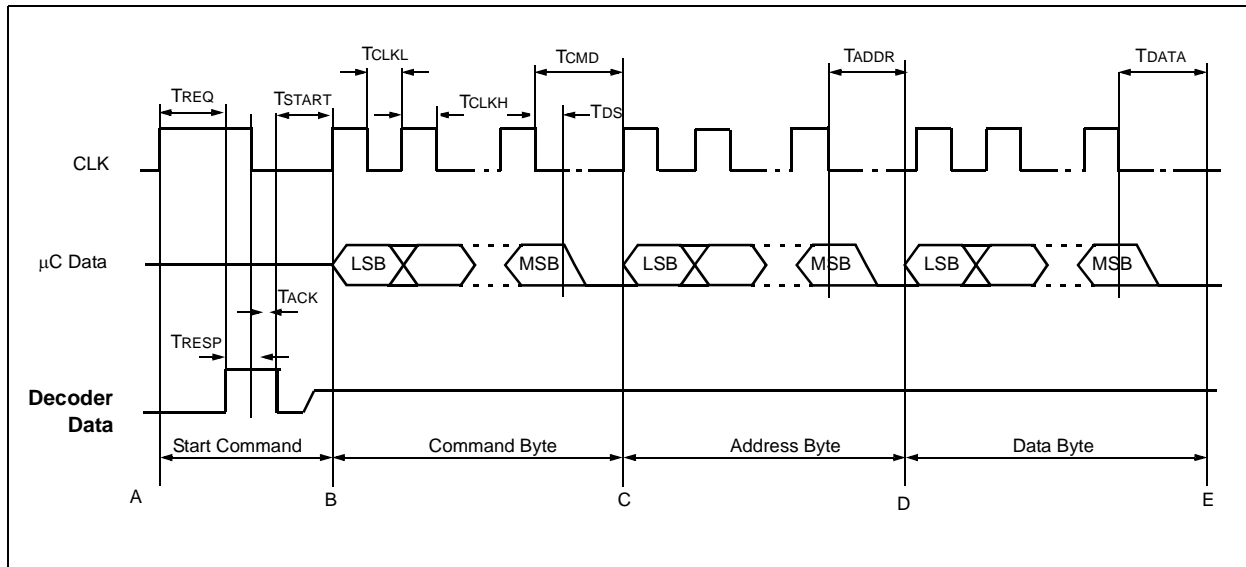 TCLKL
TCMD
TADDR
TDATA
TREQ
TSTART
TCLKH
TDS
CLK
μC Data
LSB
MSB
LSB
MSB
LSB
MSB
TACK
TRESP
Decoder
Data
Start Command
Command Byte
Address Byte
Data Byte
A
B
C
D
E